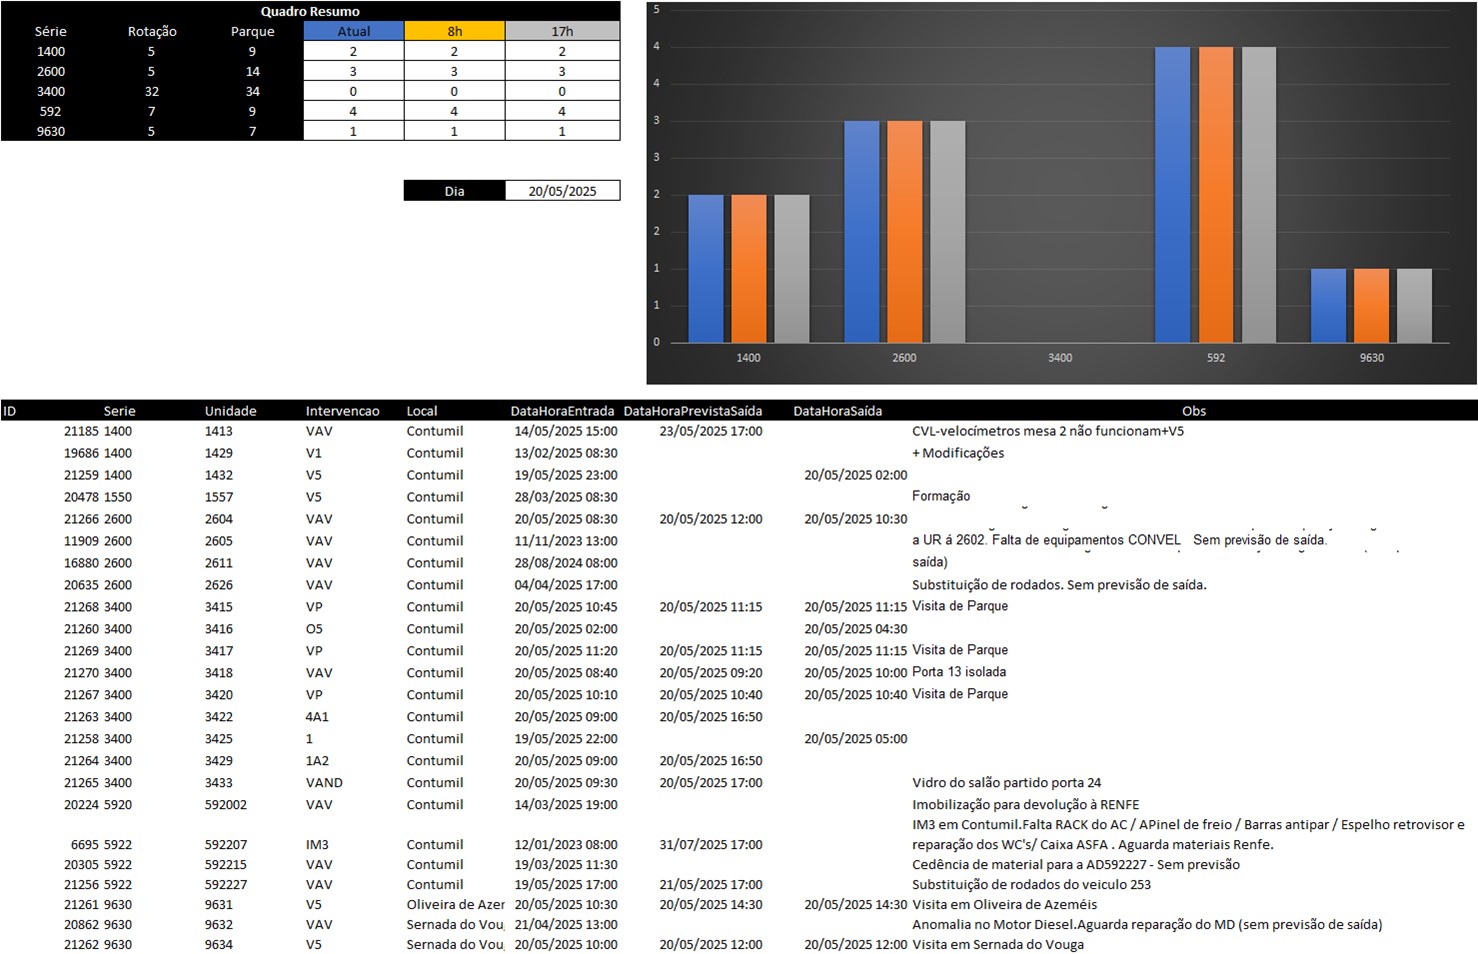 Quadro Resumo
Série Rotação Parque Atual 8h 17h
1400 5 9 2 2 2
2600 5 14 3 3 3
3400 32 34 0 0 0
592 7 9 4 4 4
9630 5 7 1 1 1
Dia 20/05/2025
5
4
4
3
3
2
2
1
1
0
1400 2600 3400 592 9630
ID Serie Unidade Intervencao Local DataHoraEntrada DataHoraPrevistaSaída DataHoraSaída Obs
21185 1400 1413 VAV Contumil 14/05/2025 15:00 23/05/2025 17:00 CVL-velocímetros mesa 2 não funcionam+V5
19686 1400 1429 V1 Contumil 13/02/2025 08:30 + Modificações
21259 1400 1432 V5 Contumil 19/05/2025 23:00 20/05/2025 02:00
20478 1550 1557 V5 Contumil 28/03/2025 08:30 Formação
21266 2600 2604 VAV Contumil 20/05/2025 08:30 20/05/2025 12:00 20/05/2025 10:30
11909 2600 2605 VAV Contumil 11/11/2023 13:00 a UR á 2602. Falta de equipamentos CONVEL Sem previsão de saída.
16880 2600 2611 VAV Contumil 28/08/2024 08:00 saída)
20635 2600 2626 VAV Contumil 04/04/2025 17:00 Substituição de rodados. Sem previsão de saída.
21268 3400 3415 VP Contumil 20/05/2025 10:45 20/05/2025 11:15 20/05/2025 11:15 Visita de Parque
21260 3400 3416 O5 Contumil 20/05/2025 02:00 20/05/2025 04:30
21269 3400 3417 VP Contumil 20/05/2025 11:20 20/05/2025 11:15 20/05/2025 11:15 Visita de Parque
21270 3400 3418 VAV Contumil 20/05/2025 08:40 20/05/2025 09:20 20/05/2025 10:00 Porta 13 isolada
21267 3400 3420 VP Contumil 20/05/2025 10:10 20/05/2025 10:40 20/05/2025 10:40 Visita de Parque
21263 3400 3422 4A1 Contumil 20/05/2025 09:00 20/05/2025 16:50
21258 3400 3425 1 Contumil 19/05/2025 22:00 20/05/2025 05:00
21264 3400 3429 1A2 Contumil 20/05/2025 09:00 20/05/2025 16:50
21265 3400 3433 VAND Contumil 20/05/2025 09:30 20/05/2025 17:00 Vidro do salão partido porta 24
20224 5920 592002 VAV Contumil 14/03/2025 19:00 Imobilização para devolução à RENFE
IM3 em Contumil.Falta RACK do AC / APinel de freio / Barras antipar / Espelho retrovisor e
6695 5922 592207 IM3 Contumil 12/01/2023 08:00 31/07/2025 17:00 reparação dos WC's/ Caixa ASFA . Aguarda materiais Renfe.
20305 5922 592215 VAV Contumil 19/03/2025 11:30 Cedência de material para a AD592227 - Sem previsão
21256 5922 592227 VAV Contumil 19/05/2025 17:00 21/05/2025 17:00 Substituição de rodados do veiculo 253
21261 9630 9631 V5 Oliveira de Azer 20/05/2025 10:30 20/05/2025 14:30 20/05/2025 14:30 Visita em Oliveira de Azeméis
20862 9630 9632 VAV Sernada do Vou 21/04/2025 13:00 Anomalia no Motor Diesel.Aguarda reparação do MD (sem previsão de saída)
21262 9630 9634 V5 Sernada do Vou 20/05/2025 10:00 20/05/2025 12:00 20/05/2025 12:00 Visita em Sernada do Vouga